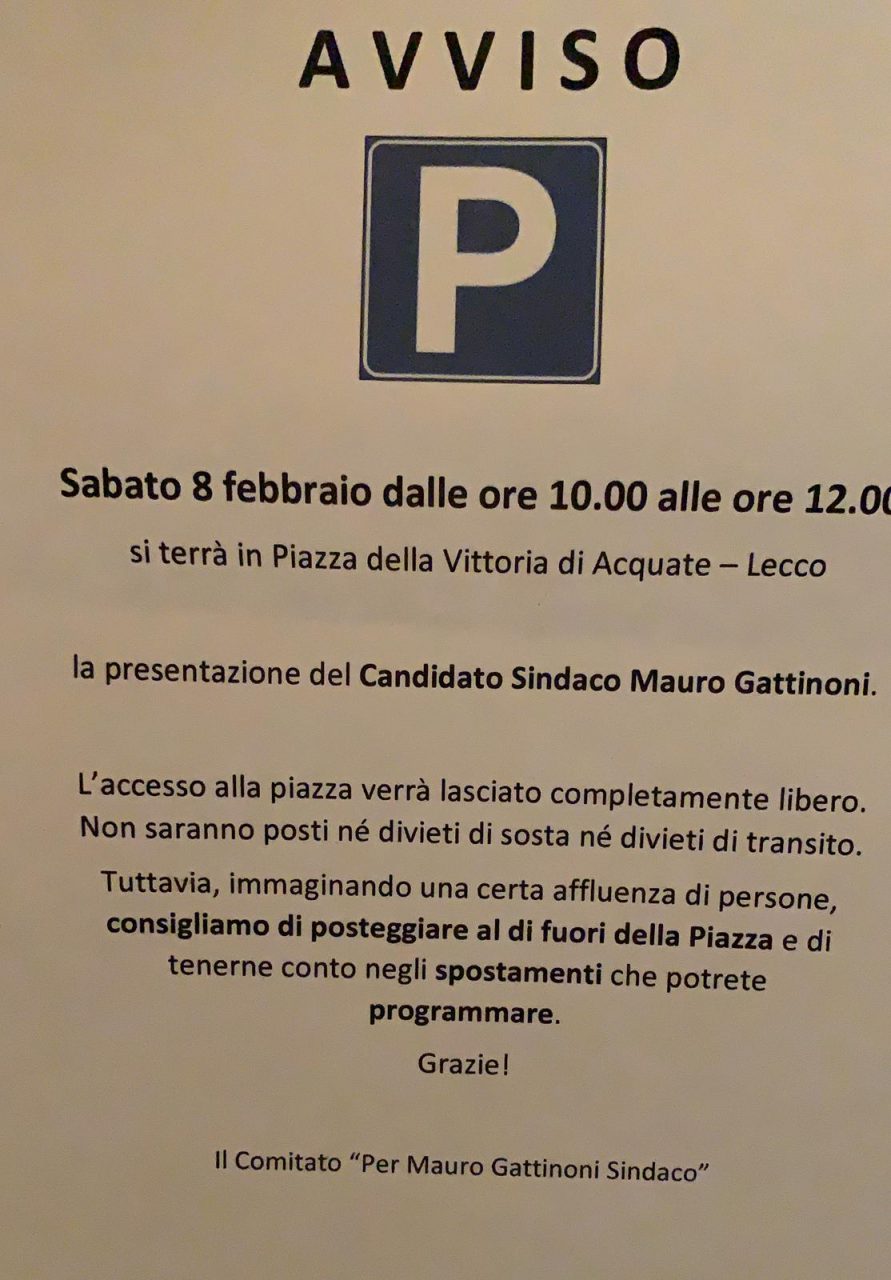 AVVISO
P
Sabato 8 febbraio dalle ore 10.00 alle ore 12.00
si terrà in Piazza della Vittoria di Acquate – Lecco
la presentazione del Candidato Sindaco Mauro Gattinoni.
L’accesso alla piazza verrà lasciato completamente libero.
Non saranno posti né divieti di sosta né divieti di transito.
Tuttavia, immaginando una certa affluenza di persone,
consigliamo di posteggiare al di fuori della Piazza e di
tenerne conto negli spostamenti che potrete
programmare.
Grazie!
Il Comitato “Per Mauro Gattinoni Sindaco”